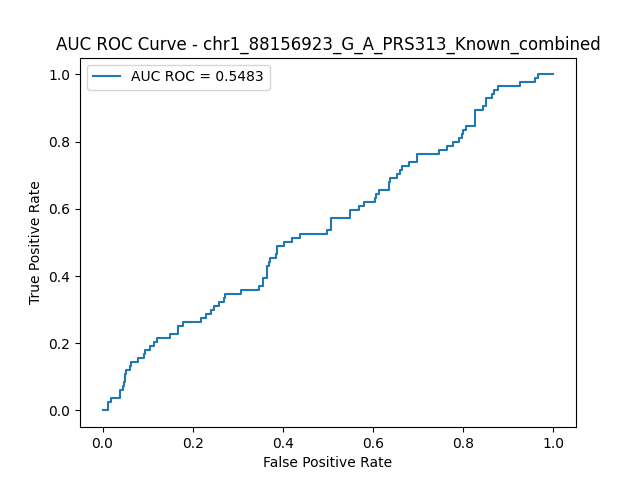 AUC ROC Curve - chr1_88156923_G_A_PRS313_Known_combined
AUC ROC = 0.5483
True Positive Rate
1.0
0.8
0.6
0.4
0.2
0.0
0.0 0.2 0.4 0.6 0.8 1.0
False Positive Rate